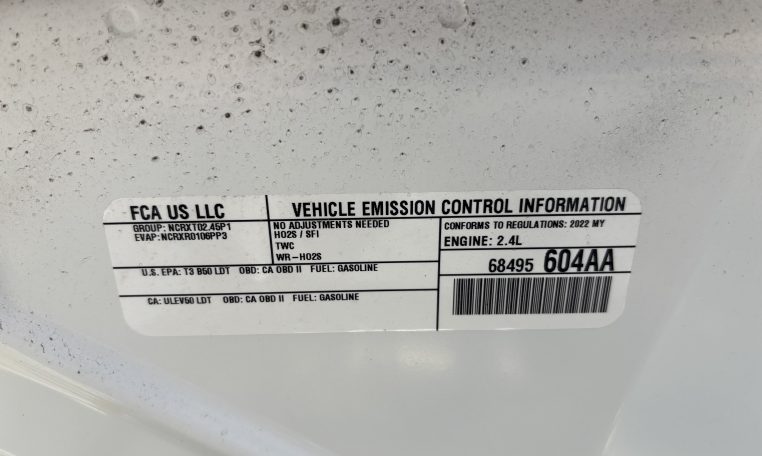 FCA US LLC
GROUP: NCRXT02.45P1
EVAP:NCRXR0106PP3
VEHICLE EMISSION CONTROL INFORMATION
NO ADJUSTMENTS NEEDED
HO2S / SFI
TWC
WR-HO2S
CONFORMS TO REGULATIONS: 2022 MY
ENGINE: 2.4L
U.S. EPA: T3 B50 LDT OBD: CA OBD II FUEL: GASOLINE
CA: ULEV50 LDT OBD: CA OBD II FUEL: GASOLINE
68495 604AA